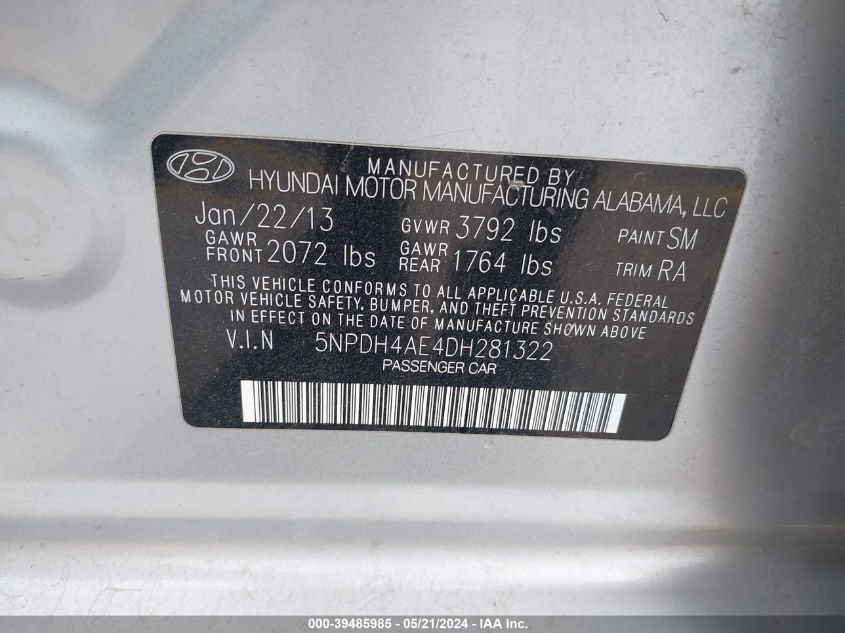 MANUFACTURED BY
HYUNDAI MOTOR MANUFACTURING ALABAMA, LLC
Jan/22/13 GVWR 3792 lbs PAINT SM
GAWR FRONT 2072 lbs GAWR REAR 1764 lbs TRIM RA
THIS VEHICLE CONFORMS TO ALL APPLICABLE U.S.A. FEDERAL
MOTOR VEHICLE SAFETY, BUMPER, AND THEFT PREVENTION STANDARDS
IN EFFECT ON THE DATE OF MANUFACTURE SHOWN ABOVE
V.I.N 5NPDH4AE4DH281322
PASSENGER CAR
000-39485985 - 05/21/2024 - IAA Inc.